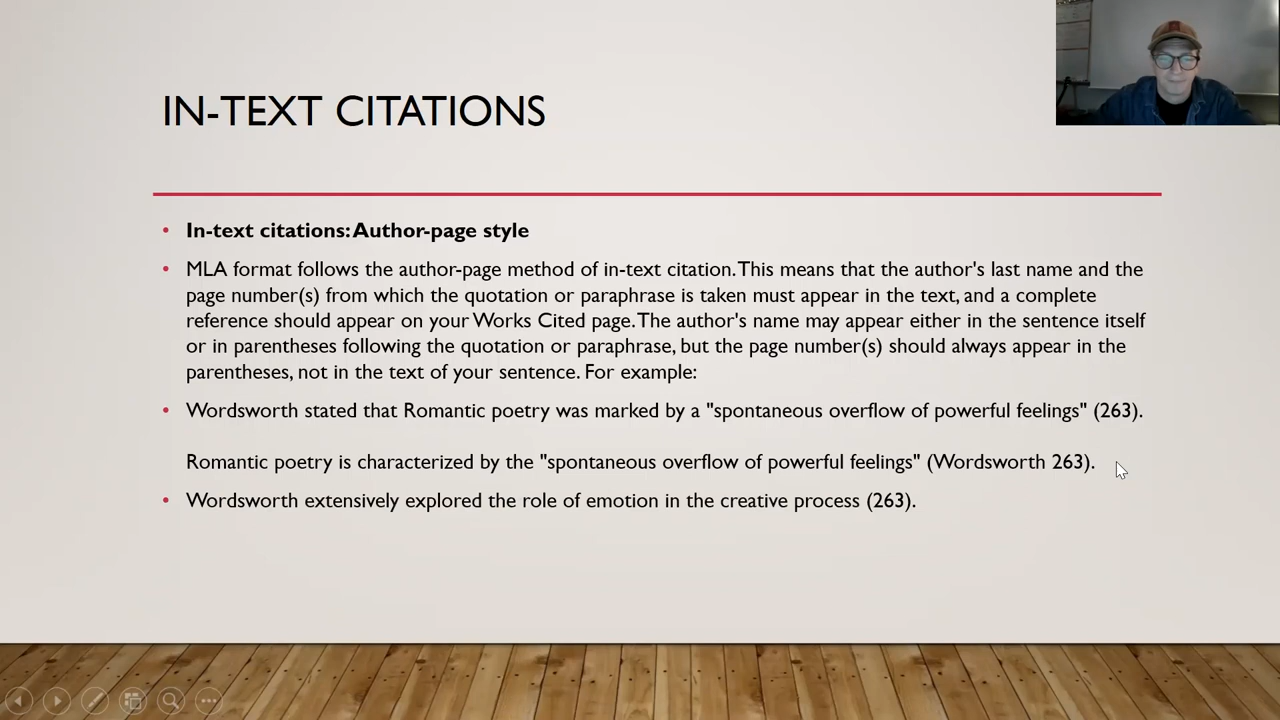 IN-TEXT CITATIONS
In-text citations: Author-page style
MLA format follows the author-page method of in-text citation. This means that the author's last name and the
page number(s) from which the quotation or paraphrase is taken must appear in the text, and a complete
reference should appear on your Works Cited page. The author's name may appear either in the sentence itself
or in parentheses following the quotation or paraphrase, but the page number(s) should always appear in the
parentheses, not in the text of your sentence. For example:
Wordsworth stated that Romantic poetry was marked by a "spontaneous overflow of powerful feelings" (263).
Romantic poetry is characterized by the "spontaneous overflow of powerful feelings" (Wordsworth 263).
Wordsworth extensively explored the role of emotion in the creative process (263).